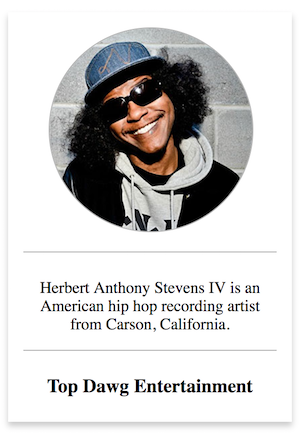 Herbert Anthony Stevens IV is an
American hip hop recording artist
from Carson, California.
Top Dawg Entertainment